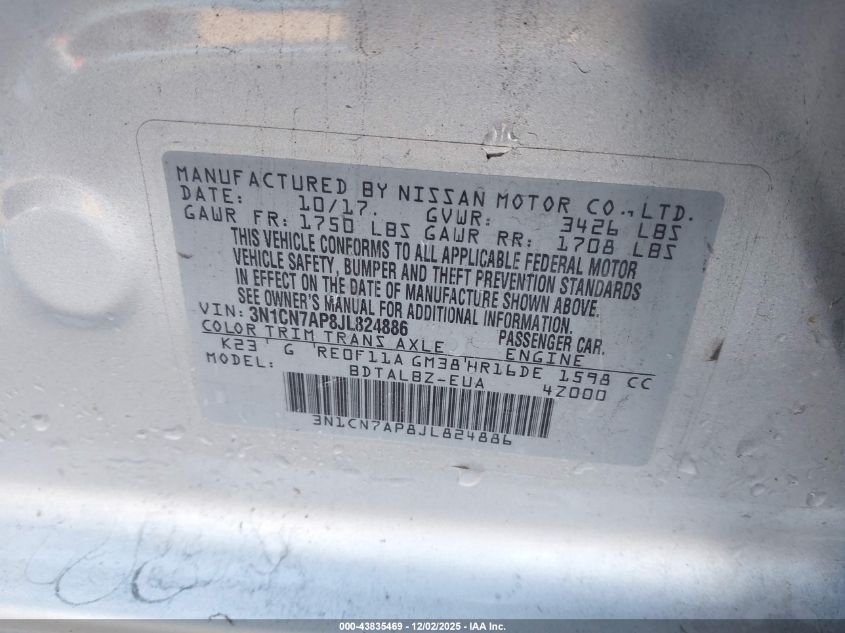 MANUFACTURED BY NISSAN MOTOR CO., LTD.
DATE: 10/17. GVWR: 3426 LBS
GAWR FR: 1750 LBS GAWR RR: 1708 LBS
THIS VEHICLE CONFORMS TO ALL APPLICABLE FEDERAL MOTOR
VEHICLE SAFETY, BUMPER AND THEFT PREVENTION STANDARDS
IN EFFECT ON THE DATE OF MANUFACTURE SHOWN ABOVE.
SEE OWNER'S MANUAL FOR ADDITIONAL INFORMATION.
VIN: 3N1CN7AP8JL824886 PASSENGER CAR.
COLOR TRIM TRANS AXLE ENGINE
K23 G RE0F11A GM38 HR16DE 1598 CC
MODEL: BDTALBZ-EUA 4Z000
3N1CN7AP8JL824886
000-43835469 - 12/02/2025 - IAA Inc.